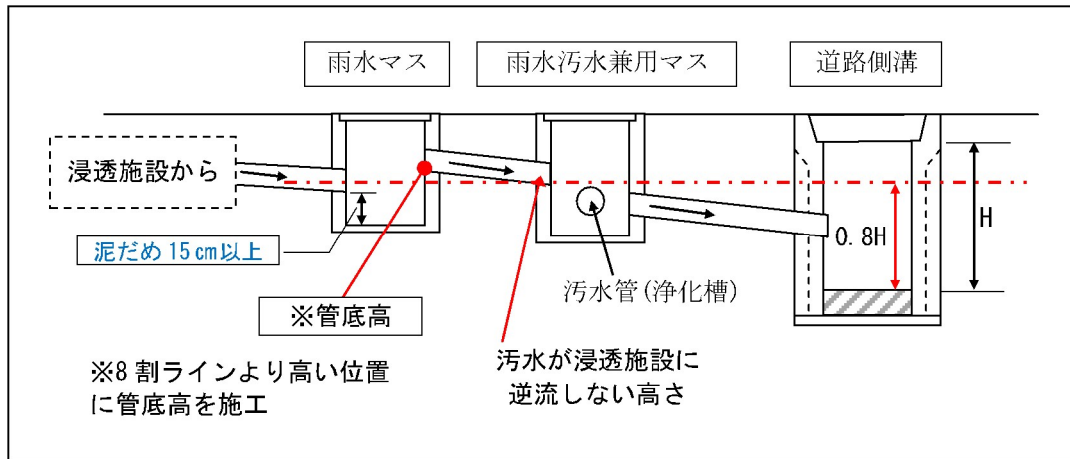 雨水マス
雨水汚水兼用マス
道路側溝
浸透施設から
泥だめ15㎝以上
0.8H
H
汚水管(浄化槽)
※管底高
※8割ラインより高い位置
に管底高を施工
汚水が浸透施設に
逆流しない高さ